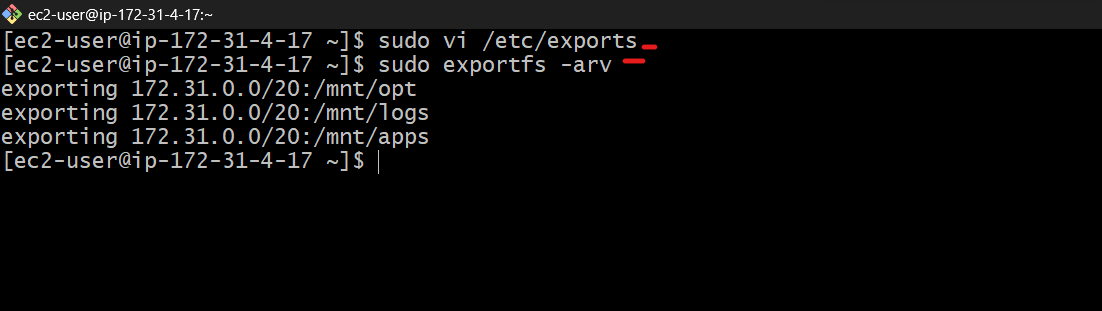 ec2-user@ip-172-31-4-17:~
[ec2-user@ip-172-31-4-17 ~]$ sudo vi /etc/exports
[ec2-user@ip-172-31-4-17 ~]$ sudo exportfs -arv
exporting 172.31.0.0/20:/mnt/opt
exporting 172.31.0.0/20:/mnt/logs
exporting 172.31.0.0/20:/mnt/apps
[ec2-user@ip-172-31-4-17 ~]$